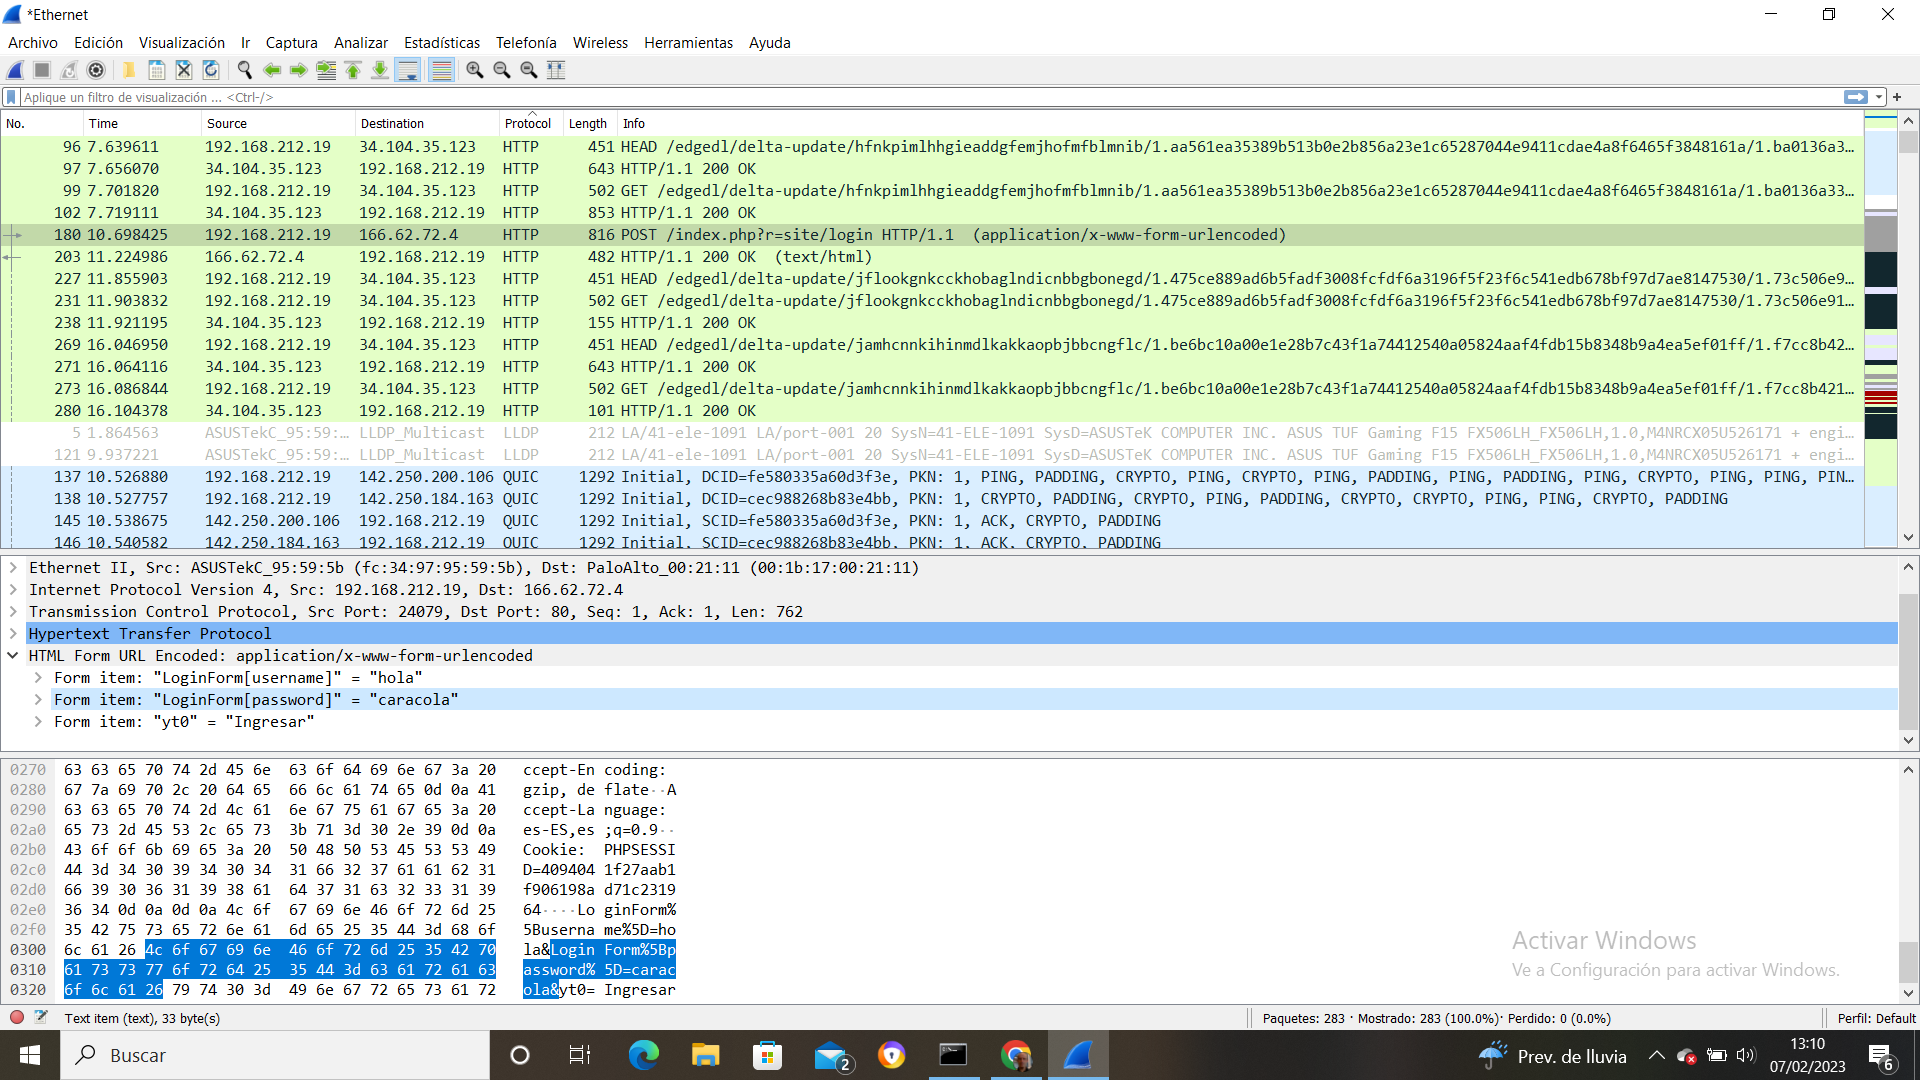 *Ethernet
Archivo Edición Visualización Ir Captura Analizar Estadísticas Telefonía Wireless Herramientas Ayuda
Aplique un filtro de visualización ... <Ctrl-/>
No. Time Source Destination Protocol Length Info
96 7.639611 192.168.212.19 34.104.35.123 HTTP 451 HEAD /edgedl/delta-update/hfnkpimlhhgieaddgfemjhofmfblmnib/1.aa561ea35389b513b0e2b856a23e1c65287044e9411cdae4a8f6465f3848161a/1.ba0136a3…
97 7.656070 34.104.35.123 192.168.212.19 HTTP 643 HTTP/1.1 200 OK
99 7.701820 192.168.212.19 34.104.35.123 HTTP 502 GET /edgedl/delta-update/hfnkpimlhhgieaddgfemjhofmfblmnib/1.aa561ea35389b513b0e2b856a23e1c65287044e9411cdae4a8f6465f3848161a/1.ba0136a33…
102 7.719111 34.104.35.123 192.168.212.19 HTTP 853 HTTP/1.1 200 OK
180 10.698425 192.168.212.19 166.62.72.4 HTTP 816 POST /index.php?r=site/login HTTP/1.1 (application/x-www-form-urlencoded)
203 11.224986 166.62.72.4 192.168.212.19 HTTP 482 HTTP/1.1 200 OK (text/html)
227 11.855903 192.168.212.19 34.104.35.123 HTTP 451 HEAD /edgedl/delta-update/jflookgnkcckhobaglndicnbbgbonegd/1.475ce889ad6b5fadf3008fcfdf6a3196f5f23f6c541edb678bf97d7ae8147530/1.73c506e9…
231 11.903832 192.168.212.19 34.104.35.123 HTTP 502 GET /edgedl/delta-update/jflookgnkcckhobaglndicnbbgbonegd/1.475ce889ad6b5fadf3008fcfdf6a3196f5f23f6c541edb678bf97d7ae8147530/1.73c506e91…
238 11.921195 34.104.35.123 192.168.212.19 HTTP 155 HTTP/1.1 200 OK
269 16.046950 192.168.212.19 34.104.35.123 HTTP 451 HEAD /edgedl/delta-update/jamhcnnkihinmdlkakkaopbjbbcngflc/1.be6bc10a00e1e28b7c43f1a74412540a05824aaf4fdb15b8348b9a4ea5ef01ff/1.f7cc8b42…
271 16.064116 34.104.35.123 192.168.212.19 HTTP 643 HTTP/1.1 200 OK
273 16.086844 192.168.212.19 34.104.35.123 HTTP 502 GET /edgedl/delta-update/jamhcnnkihinmdlkakkaopbjbbcngflc/1.be6bc10a00e1e28b7c43f1a74412540a05824aaf4fdb15b8348b9a4ea5ef01ff/1.f7cc8b421…
280 16.104378 34.104.35.123 192.168.212.19 HTTP 101 HTTP/1.1 200 OK
5 1.864563 ASUSTekC_95:59:… LLDP_Multicast LLDP 212 LA/41-ele-1091 LA/port-001 20 SysN=41-ELE-1091 SysD=ASUSTeK COMPUTER INC. ASUS TUF Gaming F15 FX506LH_FX506LH,1.0,M4NRCX05U526171 + engi…
121 9.937221 ASUSTekC_95:59:… LLDP_Multicast LLDP 212 LA/41-ele-1091 LA/port-001 20 SysN=41-ELE-1091 SysD=ASUSTeK COMPUTER INC. ASUS TUF Gaming F15 FX506LH_FX506LH,1.0,M4NRCX05U526171 + engi…
137 10.526880 192.168.212.19 142.250.200.106 QUIC 1292 Initial, DCID=fe580335a60d3f3e, PKN: 1, PING, PADDING, CRYPTO, PING, CRYPTO, PING, PADDING, PING, PADDING, PING, CRYPTO, PING, PING, PIN…
138 10.527757 192.168.212.19 142.250.184.163 QUIC 1292 Initial, DCID=cec988268b83e4bb, PKN: 1, CRYPTO, PADDING, CRYPTO, PING, PADDING, CRYPTO, CRYPTO, PING, PING, CRYPTO, PADDING
145 10.538675 142.250.200.106 192.168.212.19 QUIC 1292 Initial, SCID=fe580335a60d3f3e, PKN: 1, ACK, CRYPTO, PADDING
146 10.540582 142.250.184.163 192.168.212.19 QUIC 1292 Initial, SCID=cec988268b83e4bb, PKN: 1, ACK, CRYPTO, PADDING
Ethernet II, Src: ASUSTekC_95:59:5b (fc:34:97:95:59:5b), Dst: PaloAlto_00:21:11 (00:1b:17:00:21:11)
Internet Protocol Version 4, Src: 192.168.212.19, Dst: 166.62.72.4
Transmission Control Protocol, Src Port: 24079, Dst Port: 80, Seq: 1, Ack: 1, Len: 762
Hypertext Transfer Protocol
HTML Form URL Encoded: application/x-www-form-urlencoded
Form item: "LoginForm[username]" = "hola"
Form item: "LoginForm[password]" = "caracola"
Form item: "yt0" = "Ingresar"
0270 63 63 65 70 74 2d 45 6e 63 6f 64 69 6e 67 3a 20 ccept-En coding:
0280 67 7a 69 70 2c 20 64 65 66 6c 61 74 65 0d 0a 41 gzip, de flate··A
0290 63 63 65 70 74 2d 4c 61 6e 67 75 61 67 65 3a 20 ccept-La nguage:
02a0 65 73 2d 45 53 2c 65 73 3b 71 3d 30 2e 39 0d 0a es-ES,es ;q=0.9··
02b0 43 6f 6f 6b 69 65 3a 20 50 48 50 53 45 53 53 49 Cookie: PHPSESSI
02c0 44 3d 34 30 39 34 30 34 31 66 32 37 61 61 62 31 D=409404 1f27aab1
02d0 66 39 30 36 31 39 38 61 64 37 31 63 32 33 31 39 f906198a d71c2319
02e0 36 34 0d 0a 0d 0a 4c 6f 67 69 6e 46 6f 72 6d 25 64····Lo ginForm%
02f0 35 42 75 73 65 72 6e 61 6d 65 25 35 44 3d 68 6f 5Buserna me%5D=ho
0300 6c 61 26 4c 6f 67 69 6e 46 6f 72 6d 25 35 42 70 la&Login Form%5Bp
0310 61 73 73 77 6f 72 64 25 35 44 3d 63 61 72 61 63 assword% 5D=carac
0320 6f 6c 61 26 79 74 30 3d 49 6e 67 72 65 73 61 72 ola&yt0= Ingresar
Activar Windows
Ve a Configuración para activar Windows.
Text item (text), 33 byte(s)
Paquetes: 283 · Mostrado: 283 (100.0%)· Perdido: 0 (0.0%)
Perfil: Default
Buscar
2
Prev. de lluvia
13:10
07/02/2023
6